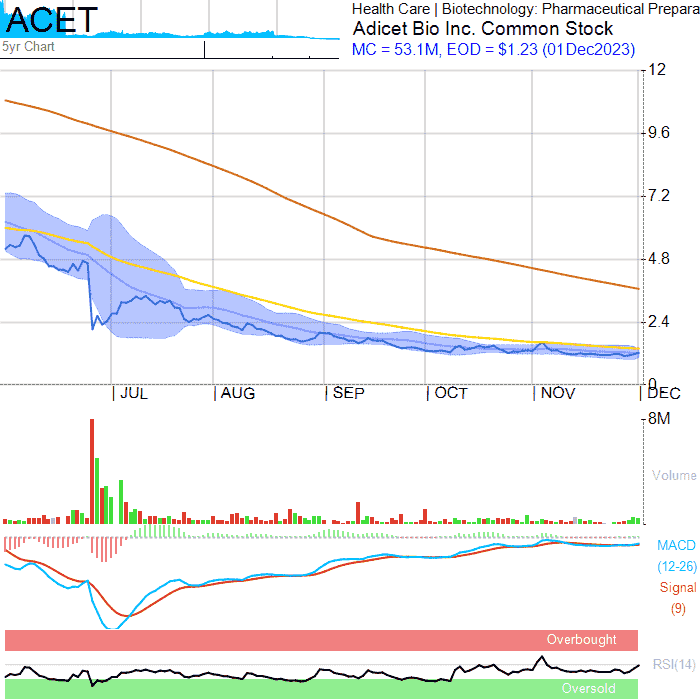 ACET
5yr Chart
Health Care | Biotechnology: Pharmaceutical Prepara
Adicet Bio Inc. Common Stock
MC = 53.1M, EOD = $1.23 (01Dec2023)
12
9.6
7.2
4.8
2.4
0
JUL AUG SEP OCT NOV DEC
8M
Volume
MACD
(12-26)
Signal
(9)
Overbought
RSI(14)
Oversold